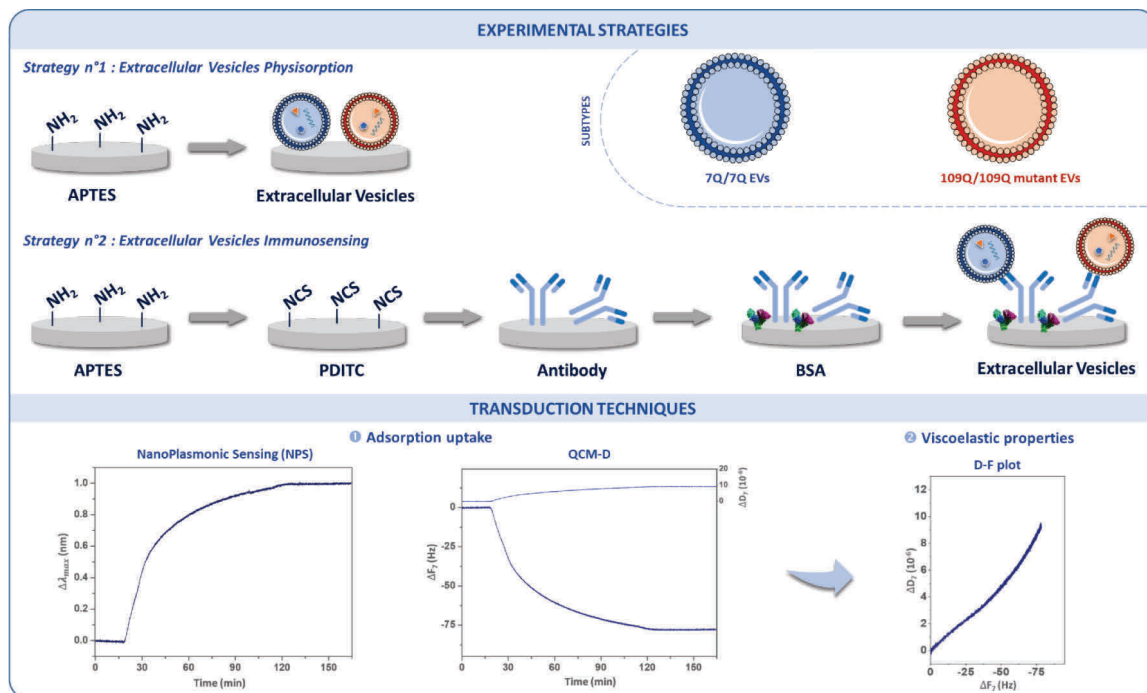 EXPERIMENTAL STRATEGIES
Strategy n°1 : Extracellular Vesicles Physisorption
NH2 NH2 NH2
APTES
Extracellular Vesicles
SUBTYPES
7Q/7Q EVs
109Q/109Q mutant EVs
Strategy n°2 : Extracellular Vesicles Immunosensing
NH2 NH2 NH2
NCS NCS NCS
APTES
PDITC
Antibody
BSA
Extracellular Vesicles
TRANSDUCTION TECHNIQUES
1 Adsorption uptake
2 Viscoelastic properties
NanoPlasmonic Sensing (NPS)
Δλmax (nm)
1.0
0.8
0.6
0.4
0.2
0.0
0 30 60 90 120 150
Time (min)
QCM-D
ΔF7 (Hz)
0
-25
-50
-75
20
10
0
ΔD7 (10-6)
0 30 60 90 120 150
Time (min)
D-F plot
ΔD7 (10-6)
12
10
8
6
4
2
0
0 -25 -50 -75
ΔF7 (Hz)